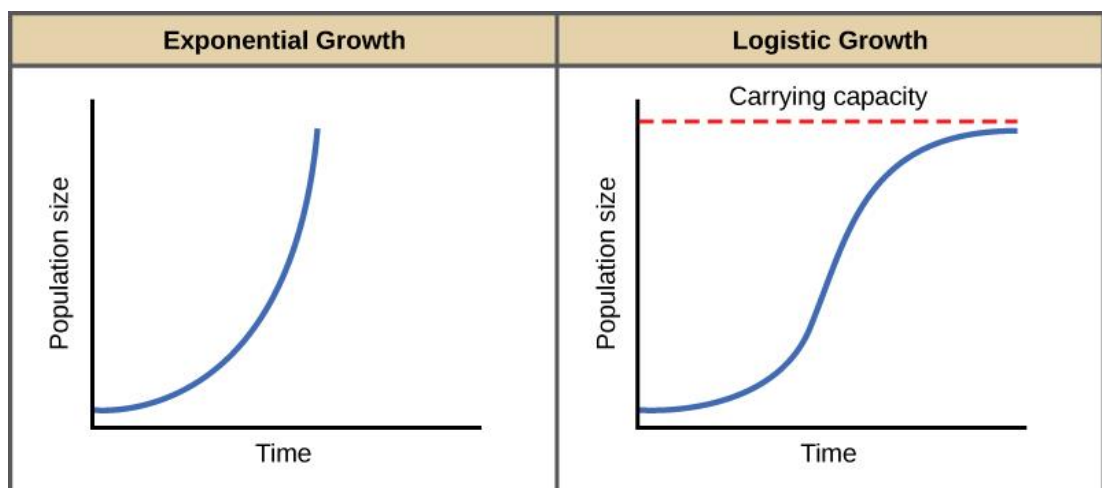 Exponential Growth
Logistic Growth
Population size
Time
Carrying capacity
Population size
Time